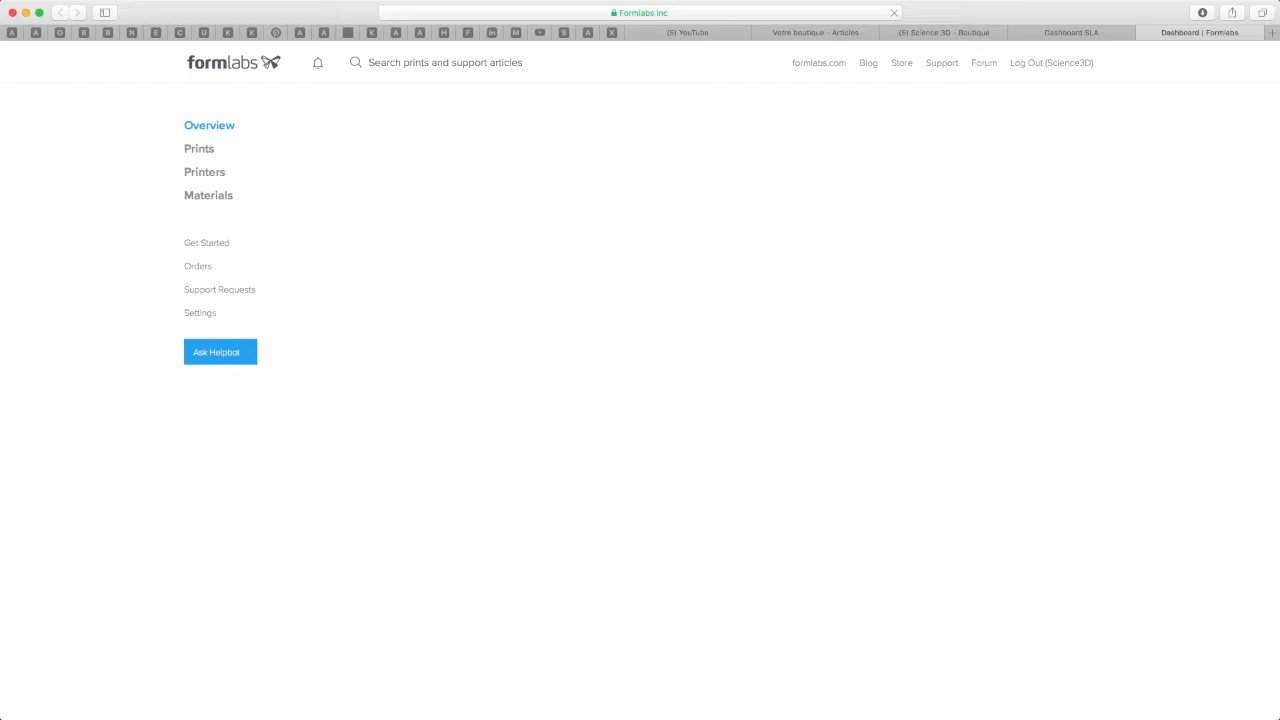 Formlabs Inc
A A O B B N E C U K K A A K A A H F in M S A X (5) YouTube Votre boutique - Articles (5) Science 3D - Boutique Dashboard SLA Dashboard | Formlabs
formlabs Search prints and support articles formlabs.com Blog Store Support Forum Log Out (Science3D)
Overview
Prints
Printers
Materials
Get Started
Orders
Support Requests
Settings
Ask Helpbot